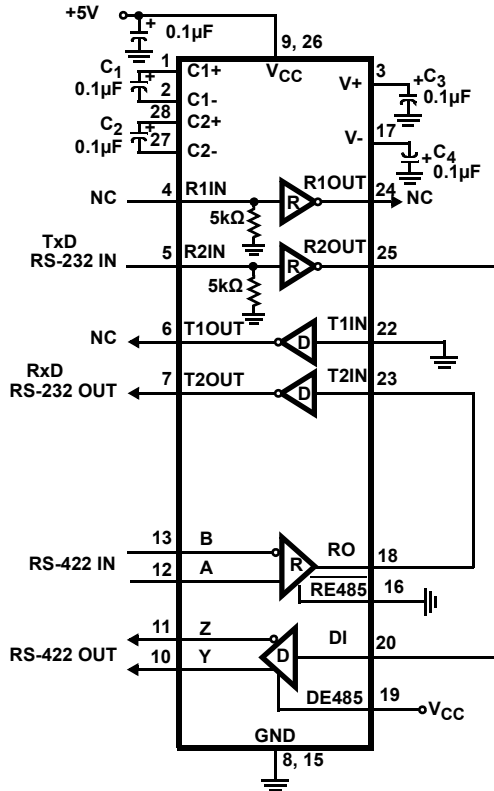 +5V
0.1µF
9, 26
VCC
1
C1+
C1
0.1µF
2
C1-
28
C2+
C2
0.1µF
27
C2-
3
V+
C3
0.1µF
17
V-
C4
0.1µF
NC
4
R1IN
5kΩ
R
R1OUT
24
NC
TxD
RS-232 IN
5
R2IN
5kΩ
R
R2OUT
25
NC
6
T1OUT
D
T1IN
22
RxD
RS-232 OUT
7
T2OUT
D
T2IN
23
RS-422 IN
13
B
12
A
R
RO
18
RE485
16
RS-422 OUT
11
Z
10
Y
D
DI
20
DE485
19
VCC
GND
8, 15